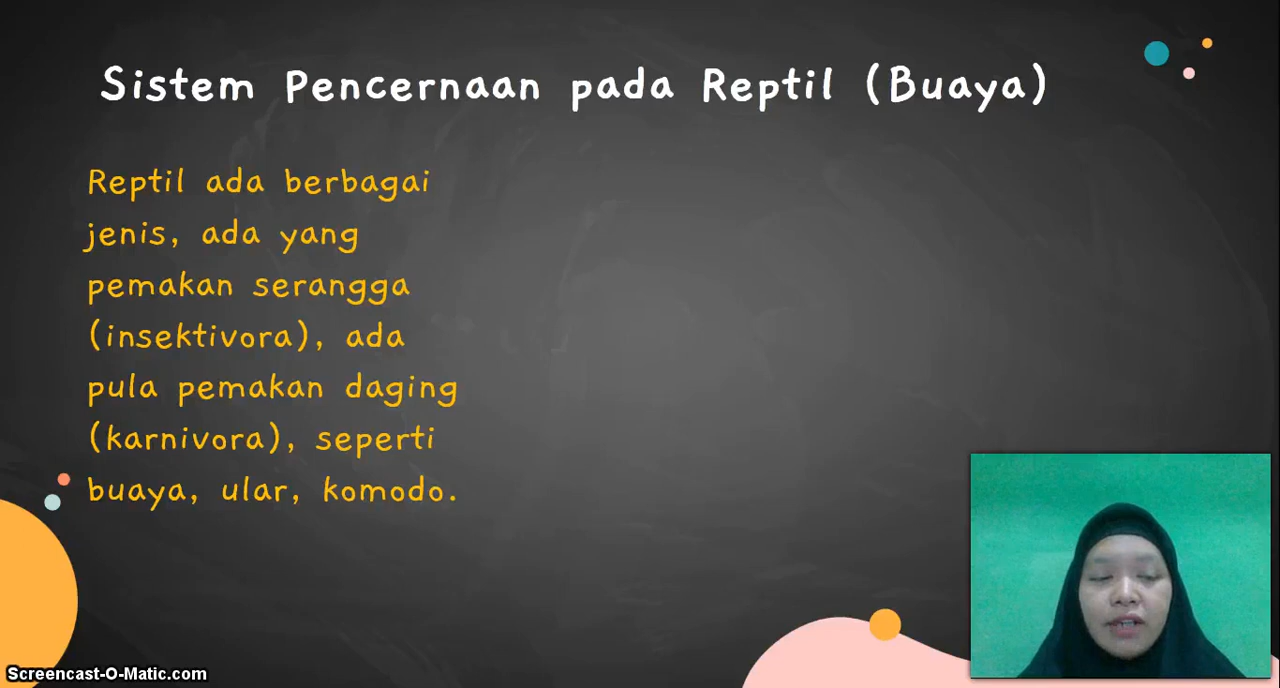 Sistem Pencernaan pada Reptil (Buaya)
Reptil ada berbagai
jenis, ada yang
pemakan serangga
(insektivora), ada
pula pemakan daging
(karnivora), seperti
buaya, ular, komodo.
Screencast-O-Matic.com